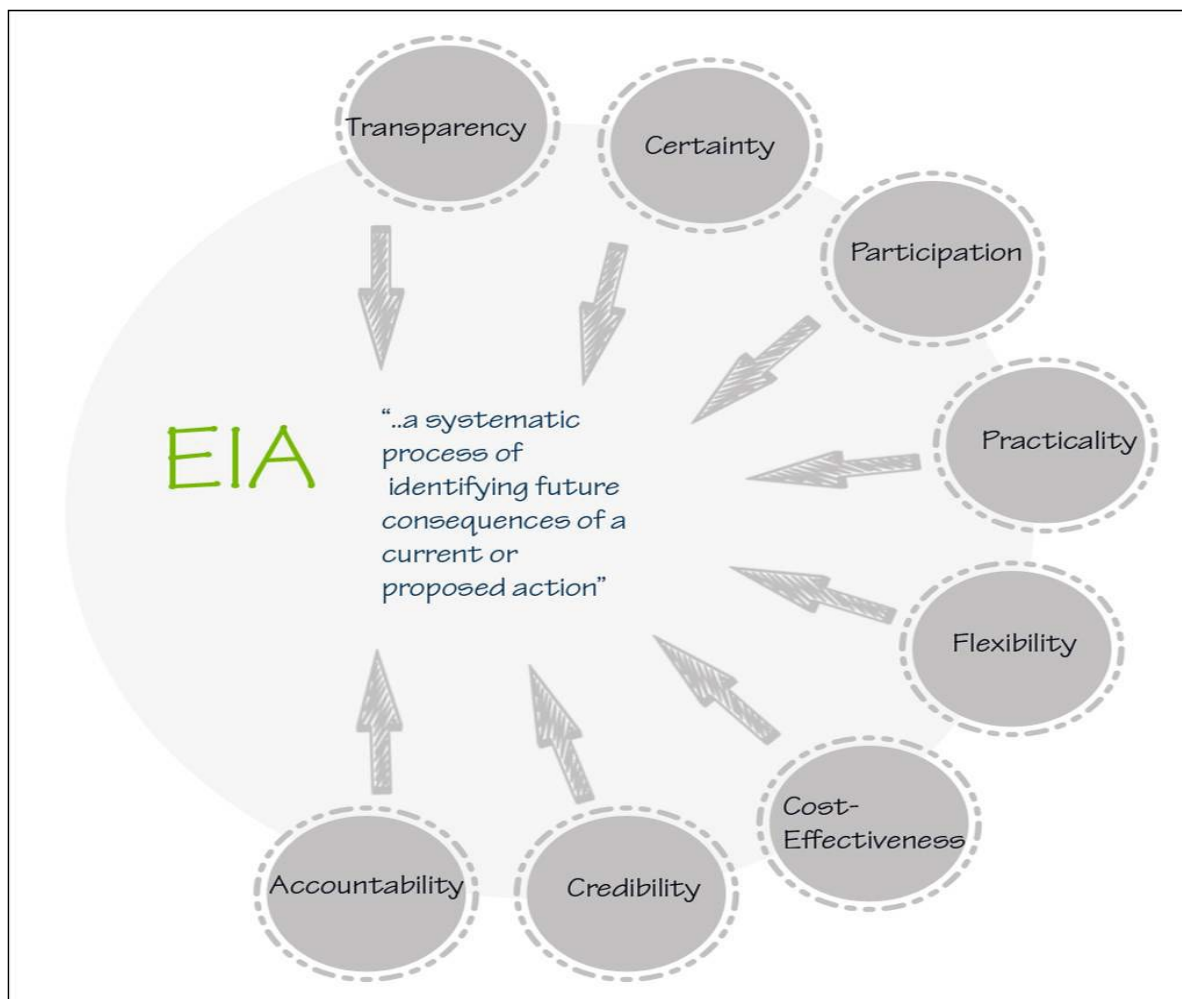 Transparency
Certainty
Participation
Practicality
Flexibility
Cost-
Effectiveness
Credibility
Accountability
EIA
“..a systematic
process of
identifying future
consequences of a
current or
proposed action”